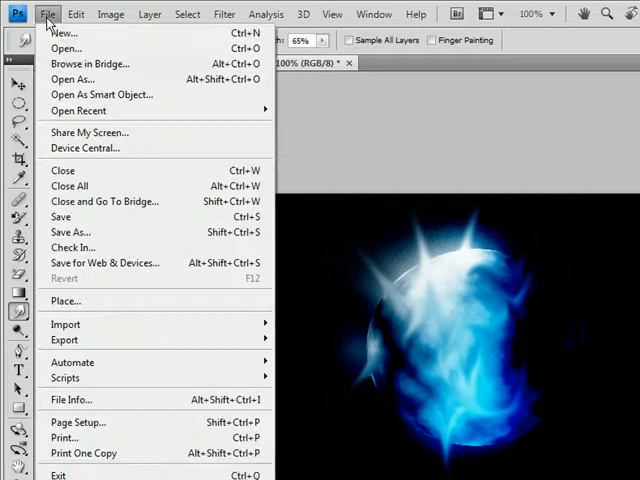 Ps File Edit Image Layer Select Filter Analysis 3D View Window Help Br 100%
65% Sample All Layers Finger Painting
100% (RGB/8) * ×
New... Ctrl+N
Open... Ctrl+O
Browse in Bridge... Alt+Ctrl+O
Open As... Alt+Shift+Ctrl+O
Open As Smart Object...
Open Recent
Share My Screen...
Device Central...
Close Ctrl+W
Close All Alt+Ctrl+W
Close and Go To Bridge... Shift+Ctrl+W
Save Ctrl+S
Save As... Shift+Ctrl+S
Check In...
Save for Web & Devices... Alt+Shift+Ctrl+S
Revert F12
Place...
Import
Export
Automate
Scripts
File Info... Alt+Shift+Ctrl+I
Page Setup... Shift+Ctrl+P
Print... Ctrl+P
Print One Copy Alt+Shift+Ctrl+P
Exit Ctrl+Q